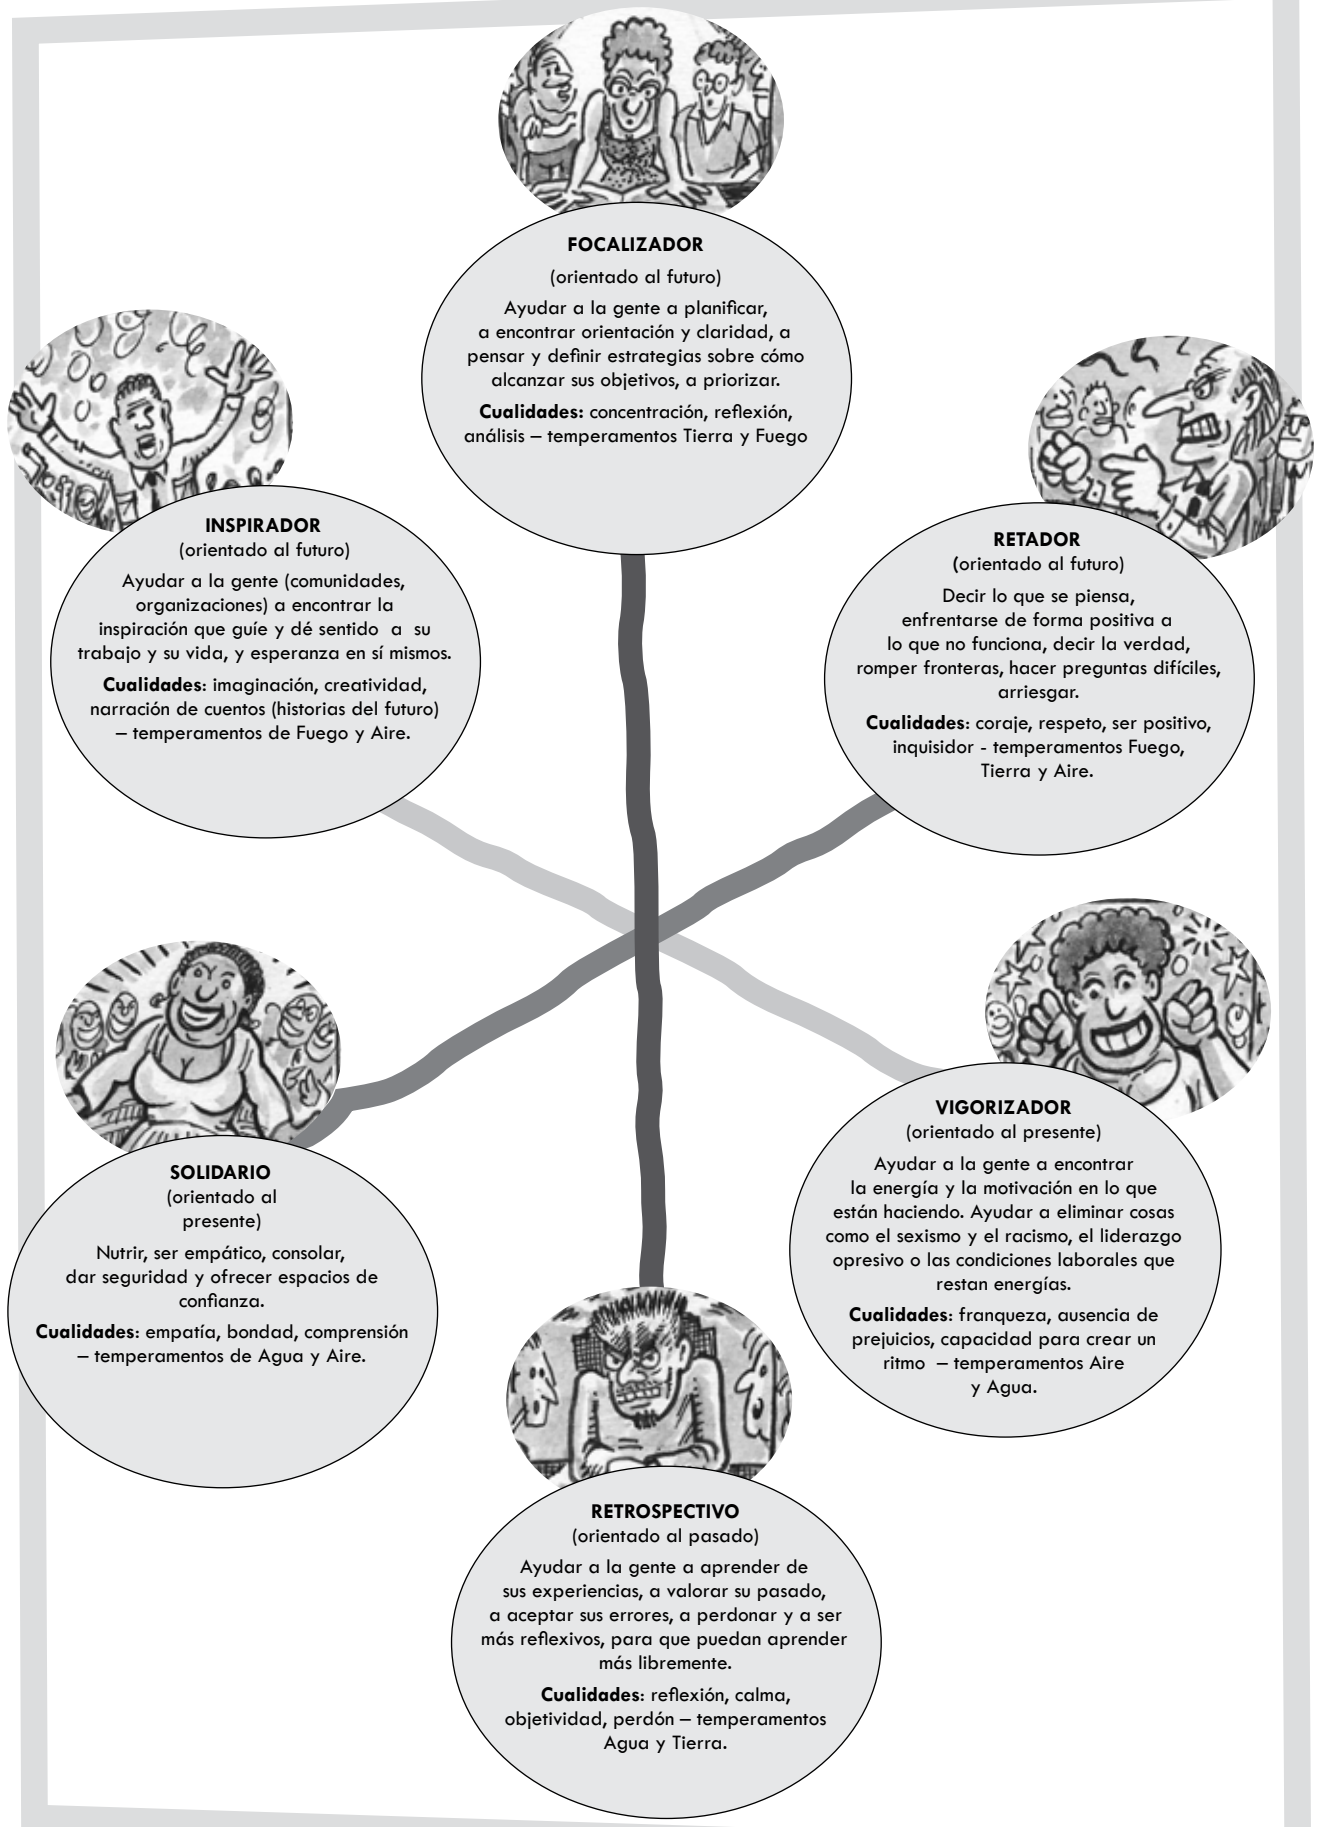 FOCALIZADOR
(orientado al futuro)
Ayudar a la gente a planificar,
a encontrar orientación y claridad, a
pensar y definir estrategias sobre cómo
alcanzar sus objetivos, a priorizar.
Cualidades: concentración, reflexión,
análisis – temperamentos Tierra y Fuego
INSPIRADOR
(orientado al futuro)
Ayudar a la gente (comunidades,
organizaciones) a encontrar la
inspiración que guíe y dé sentido  a  su
trabajo y su vida, y esperanza en sí mismos.
Cualidades: imaginación, creatividad,
narración de cuentos (historias del futuro)
– temperamentos de Fuego y Aire.
RETADOR
(orientado al futuro)
Decir lo que se piensa,
enfrentarse de forma positiva a
lo que no funciona, decir la verdad,
romper fronteras, hacer preguntas difíciles,
arriesgar.
Cualidades: coraje, respeto, ser positivo,
inquisidor - temperamentos Fuego,
Tierra y Aire.
SOLIDARIO
(orientado al
presente)
Nutrir, ser empático, consolar,
dar seguridad y ofrecer espacios de
confianza.
Cualidades: empatía, bondad, comprensión
– temperamentos de Agua y Aire.
VIGORIZADOR
(orientado al presente)
Ayudar a la gente a encontrar
la energía y la motivación en lo que
están haciendo. Ayudar a eliminar cosas
como el sexismo y el racismo, el liderazgo
opresivo o las condiciones laborales que
restan energías.
Cualidades: franqueza, ausencia de
prejuicios, capacidad para crear un
ritmo  – temperamentos Aire
y Agua.
RETROSPECTIVO
(orientado al pasado)
Ayudar a la gente a aprender de
sus experiencias, a valorar su pasado,
a aceptar sus errores, a perdonar y a ser
más reflexivos, para que puedan aprender
más libremente.
Cualidades: reflexión, calma,
objetividad, perdón – temperamentos
Agua y Tierra.